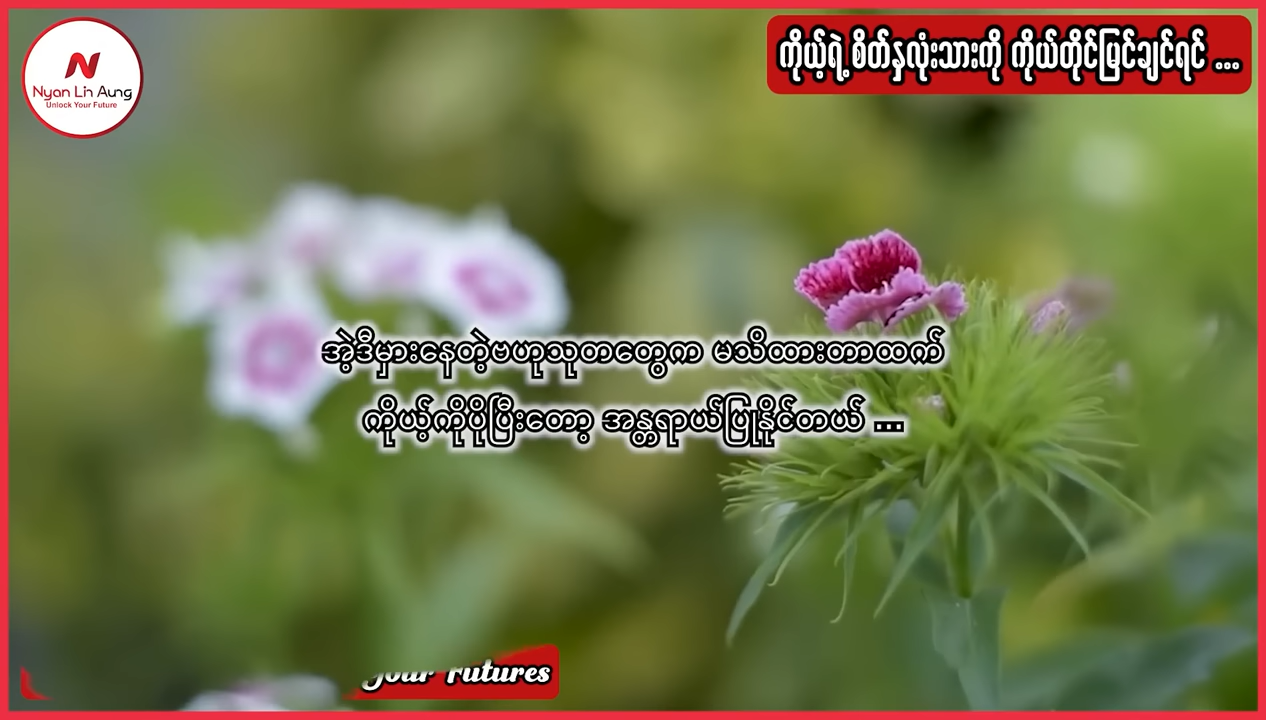 Nyan Lin Aung
Unlock Your Future
ကိုယ့်ရဲ့ စိတ်နှလုံးသားကို ကိုယ်တိုင်မြင်ချင်ရင် ...
အဲ့ဒီမှားနေတဲ့ဗဟုသုတတွေက မသိထားတာထက်
ကိုယ့်ကိုပိုပြီးတော့ အန္တရာယ်ပြုနိုင်တယ် ...
Your Futures